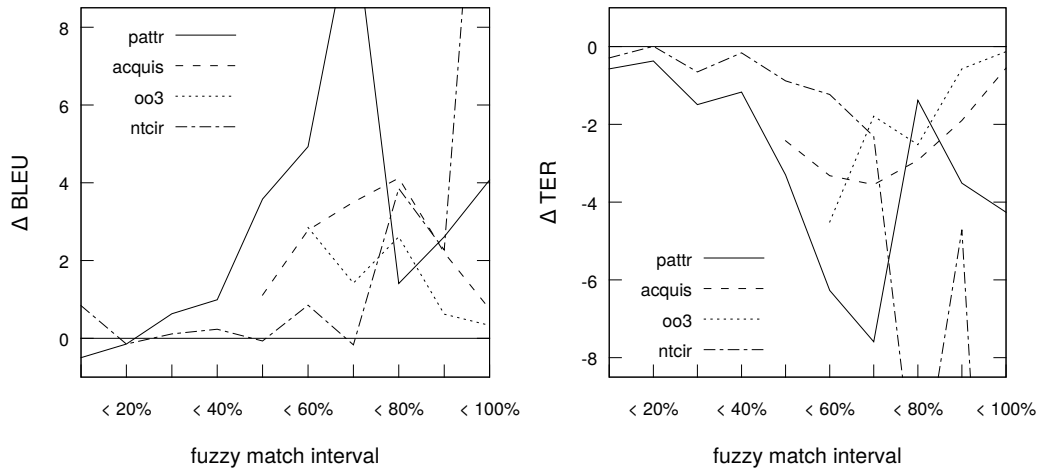 8
6
4
2
0
Δ BLEU
pattr
acquis
oo3
ntcir
< 20%
< 40%
< 60%
< 80%
< 100%
fuzzy match interval
0
-2
-4
-6
-8
Δ TER
pattr
acquis
oo3
ntcir
< 20%
< 40%
< 60%
< 80%
< 100%
fuzzy match interval